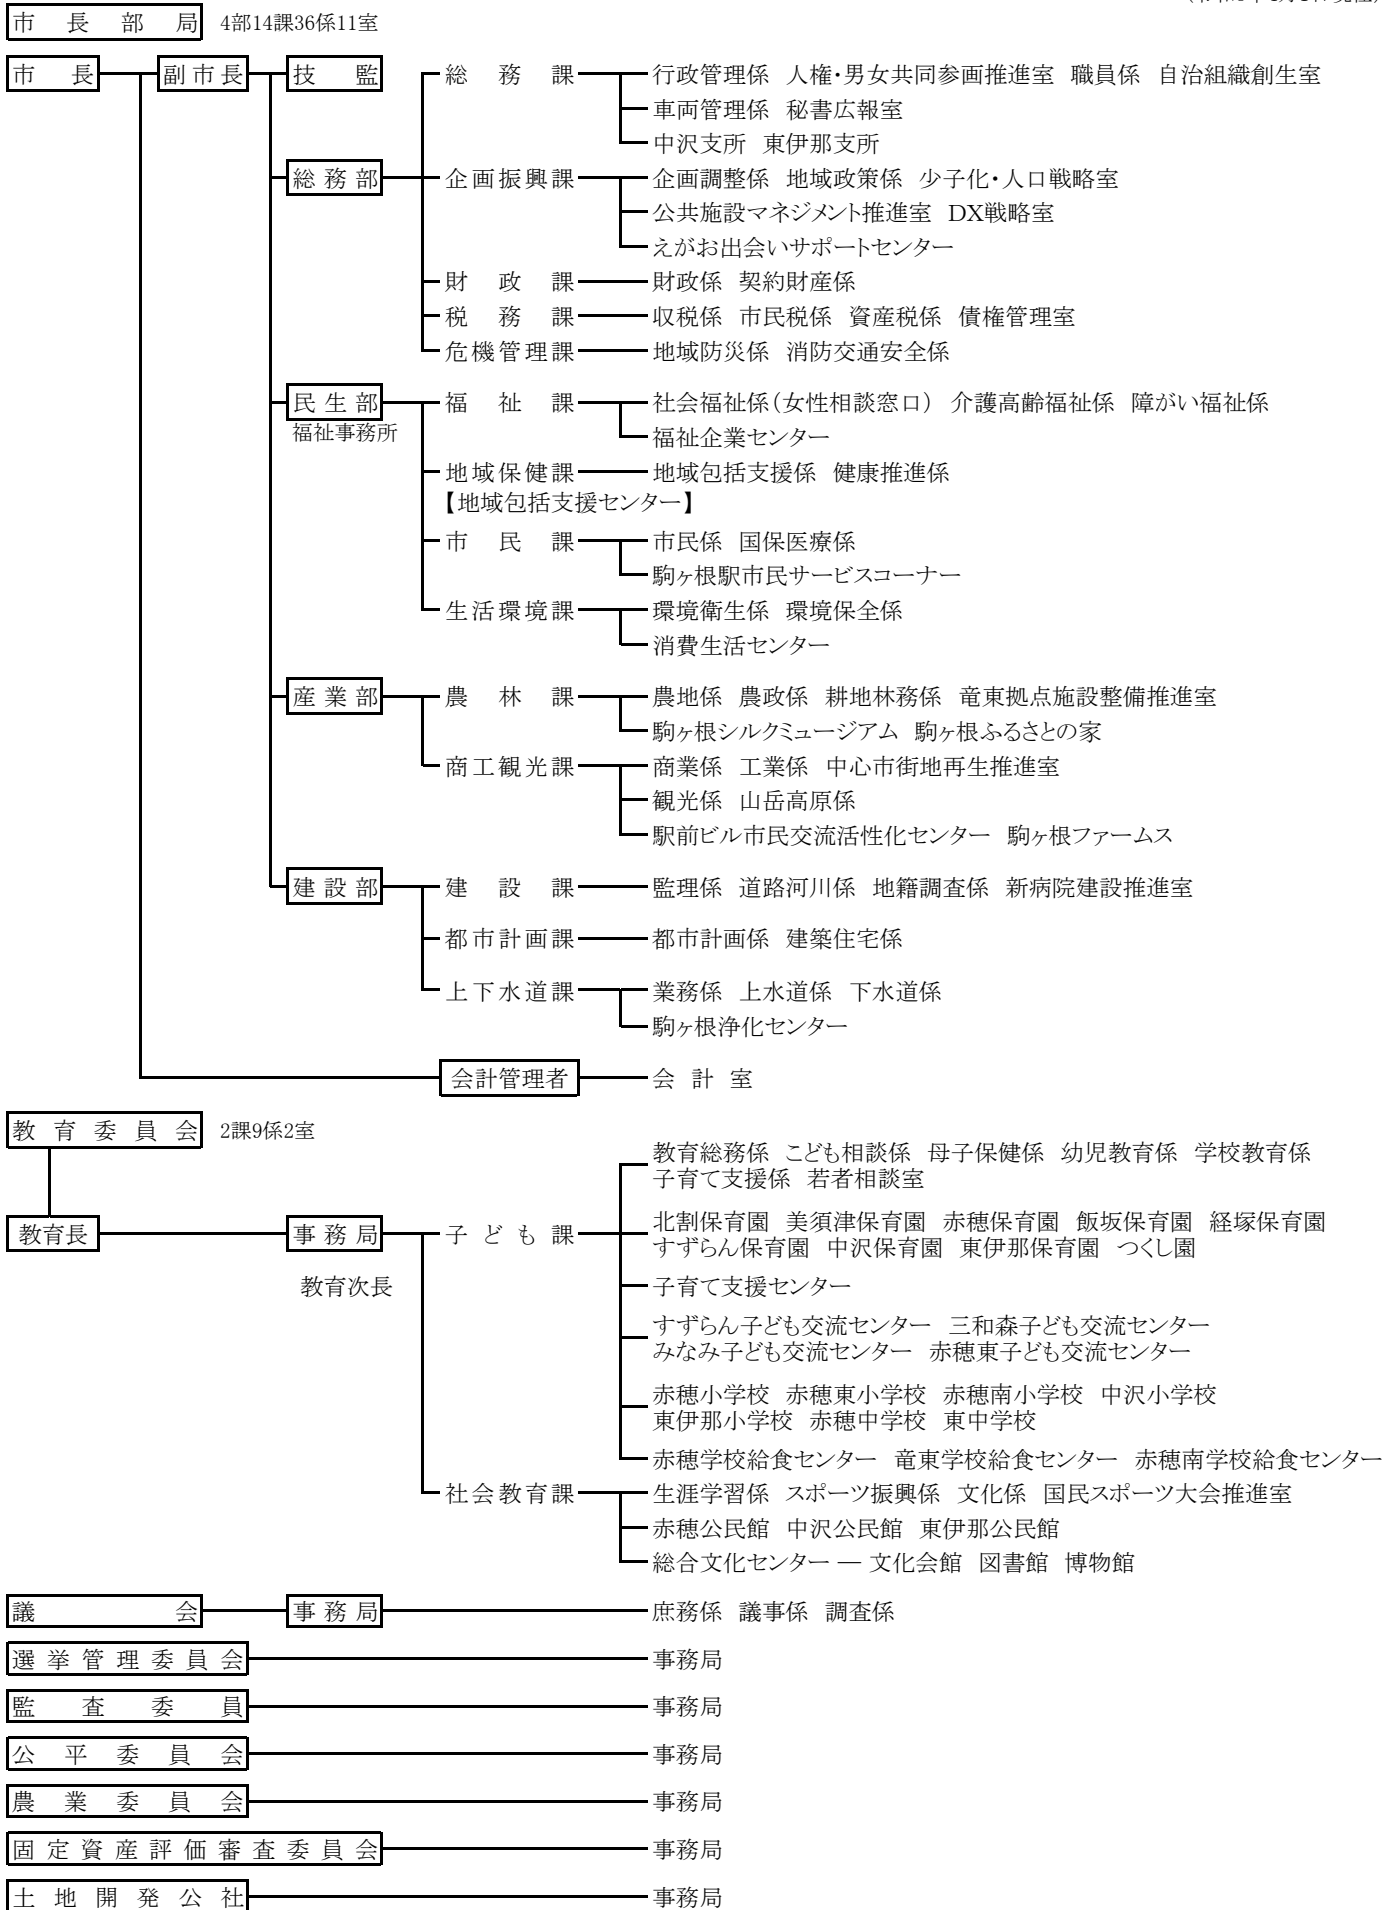 市長部局 4部14課36係11室
市長 副市長 技監 総務課 行政管理係 人権・男女共同参画推進室 職員係 自治組織創生室
車両管理係 秘書広報室
中沢支所 東伊那支所
総務部 企画振興課 企画調整係 地域政策係 少子化・人口戦略室
公共施設マネジメント推進室 DX戦略室
えがお出会いサポートセンター
財政課 財政係 契約財産係
税務課 収税係 市民税係 資産税係 債権管理室
危機管理課 地域防災係 消防交通安全係
民生部 福祉課 社会福祉係(女性相談窓口) 介護高齢福祉係 障がい福祉係
福祉事務所 福祉企業センター
地域保健課 地域包括支援係 健康推進係
【地域包括支援センター】
市民課 市民係 国保医療係
駒ヶ根駅市民サービスコーナー
生活環境課 環境衛生係 環境保全係
消費生活センター
産業部 農林課 農地係 農政係 耕地林務係 竜東拠点施設整備推進室
駒ヶ根シルクミュージアム 駒ヶ根ふるさとの家
商工観光課 商業係 工業係 中心市街地再生推進室
観光係 山岳高原係
駅前ビル市民交流活性化センター 駒ヶ根ファームス
建設部 建設課 監理係 道路河川係 地籍調査係 新病院建設推進室
都市計画課 都市計画係 建築住宅係
上下水道課 業務係 上水道係 下水道係
駒ヶ根浄化センター
会計管理者 会計室
教育委員会 2課9係2室
教育総務係 こども相談係 母子保健係 幼児教育係 学校教育係
子育て支援係 若者相談室
教育長 事務局 子ども課 北割保育園 美須津保育園 赤穂保育園 飯坂保育園 経塚保育園
すずらん保育園 中沢保育園 東伊那保育園 つくし園
教育次長 子育て支援センター
すずらん子ども交流センター 三和森子ども交流センター
みなみ子ども交流センター 赤穂東子ども交流センター
赤穂小学校 赤穂東小学校 赤穂南小学校 中沢小学校
東伊那小学校 赤穂中学校 東中学校
赤穂学校給食センター 竜東学校給食センター 赤穂南学校給食センター
社会教育課 生涯学習係 スポーツ振興係 文化係 国民スポーツ大会推進室
赤穂公民館 中沢公民館 東伊那公民館
総合文化センター ― 文化会館 図書館 博物館
議会 事務局 庶務係 議事係 調査係
選挙管理委員会 事務局
監査委員 事務局
公平委員会 事務局
農業委員会 事務局
固定資産評価審査委員会 事務局
土地開発公社 事務局